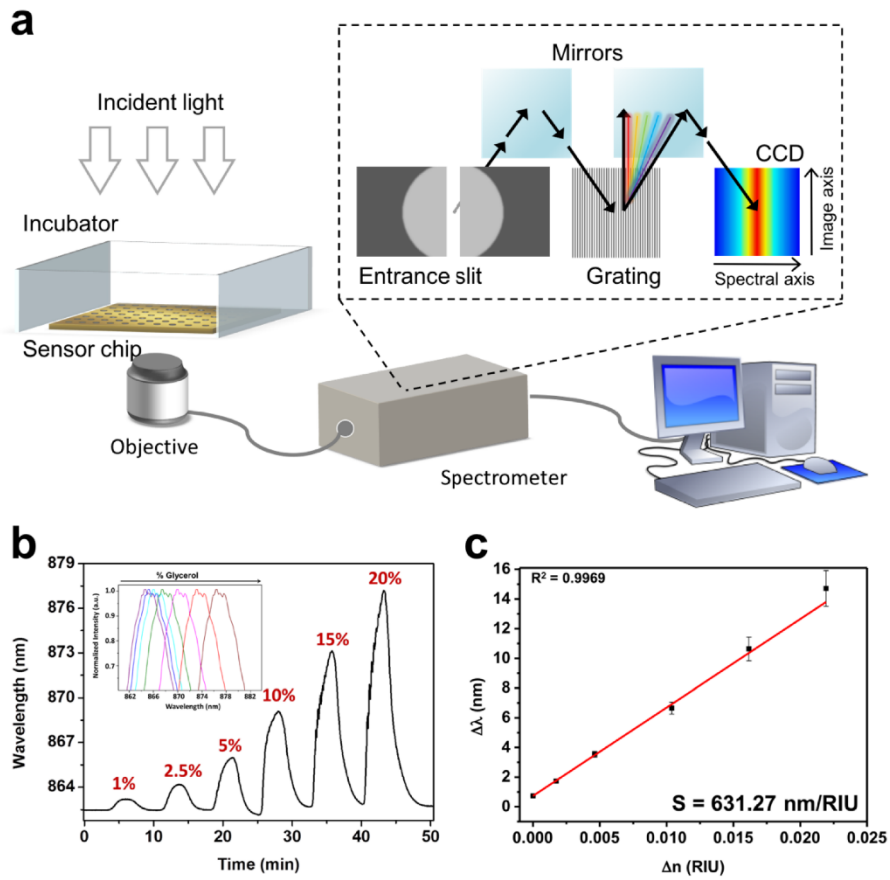 a
Incident light
Incubator
Sensor chip
Objective
Spectrometer
Mirrors
Entrance slit
Grating
CCD
Image axis
Spectral axis
b
879
876
873
870
867
864
Wavelength (nm)
0 10 20 30 40 50
Time (min)
1%
2.5%
5%
10%
15%
20%
% Glycerol
Normalized Intensity (a.u.)
1.0
0.9
0.8
0.7
862 866 870 874 878 882
Wavelength (nm)
c
R² = 0.9969
16
14
12
10
8
6
4
2
0
Δλ (nm)
0.000 0.005 0.010 0.015 0.020 0.025
Δn (RIU)
S = 631.27 nm/RIU